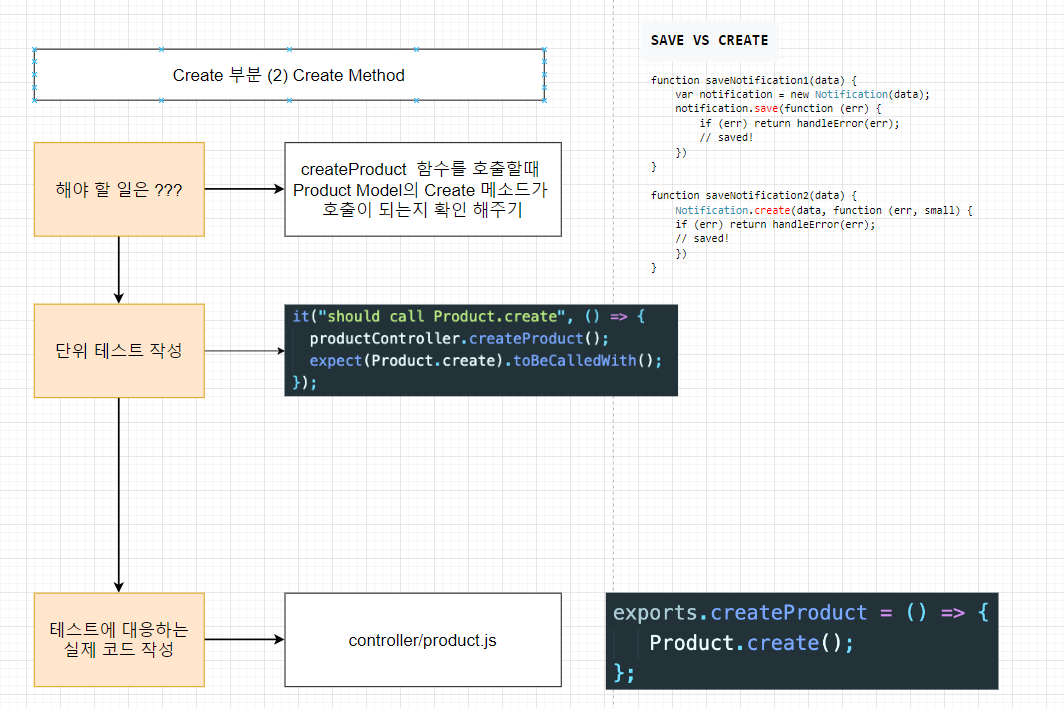 Create 부분 (2) Create Method
해야 할 일은 ???
createProduct 함수를 호출할때
Product Model의 Create 메소드가
호출이 되는지 확인 해주기
단위 테스트 작성
it("should call Product.create", () => {
productController.createProduct();
expect(Product.create).toBeCalledWith();
});
테스트에 대응하는
실제 코드 작성
controller/product.js
exports.createProduct = () => {
Product.create();
};
SAVE VS CREATE
function saveNotification1(data) {
var notification = new Notification(data);
notification.save(function (err) {
if (err) return handleError(err);
// saved!
})
}
function saveNotification2(data) {
Notification.create(data, function (err, small) {
if (err) return handleError(err);
// saved!
})
}